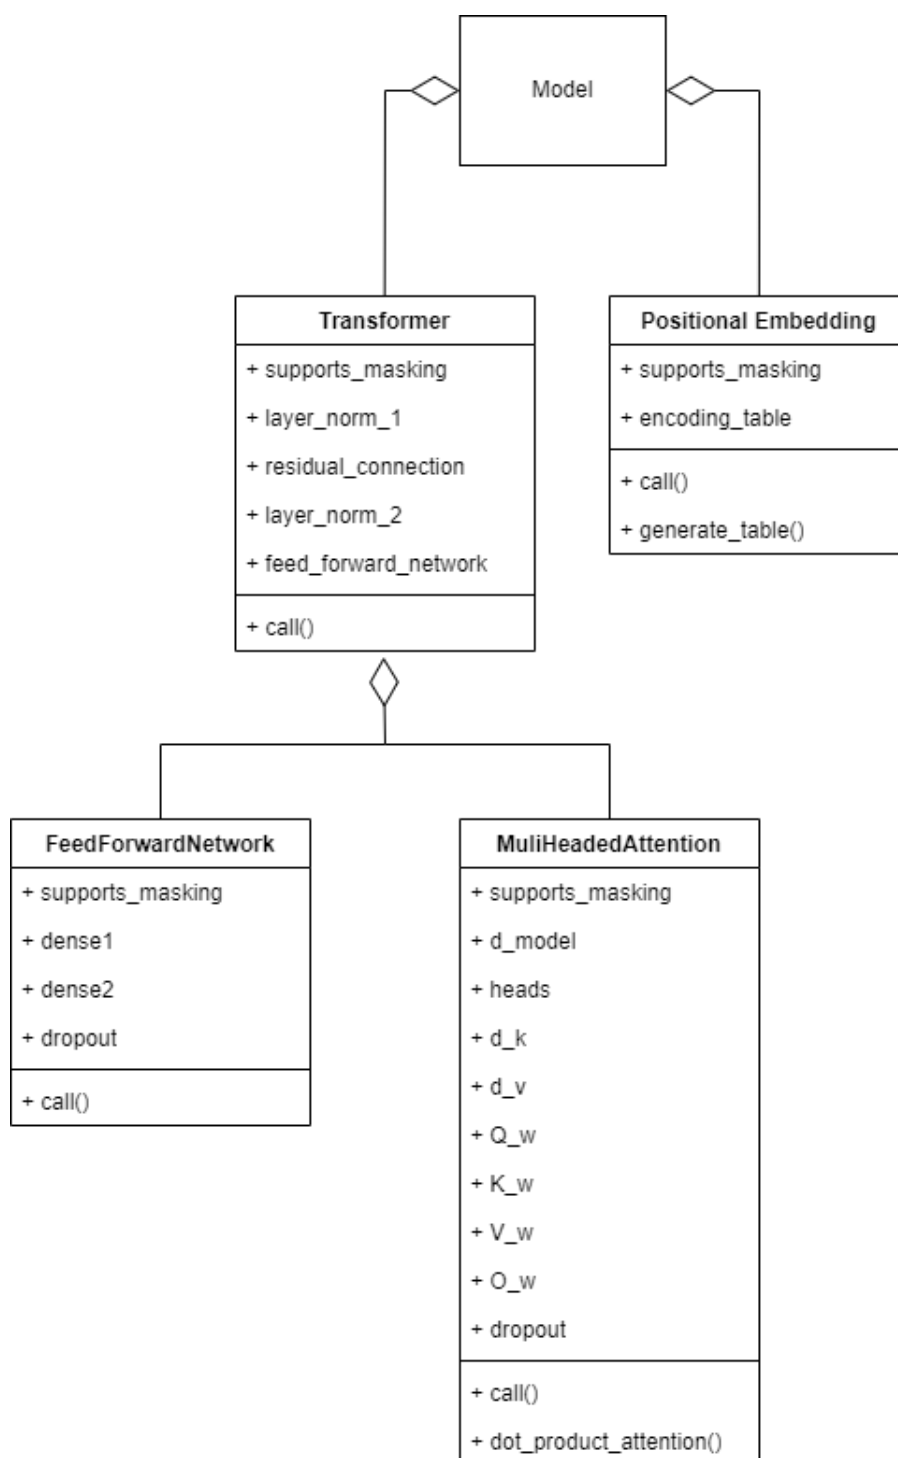 Model
Transformer
+ supports_masking
+ layer_norm_1
+ residual_connection
+ layer_norm_2
+ feed_forward_network
+ call()
Positional Embedding
+ supports_masking
+ encoding_table
+ call()
+ generate_table()
FeedForwardNetwork
+ supports_masking
+ dense1
+ dense2
+ dropout
+ call()
MuliHeadedAttention
+ supports_masking
+ d_model
+ heads
+ d_k
+ d_v
+ Q_w
+ K_w
+ V_w
+ O_w
+ dropout
+ call()
+ dot_product_attention()